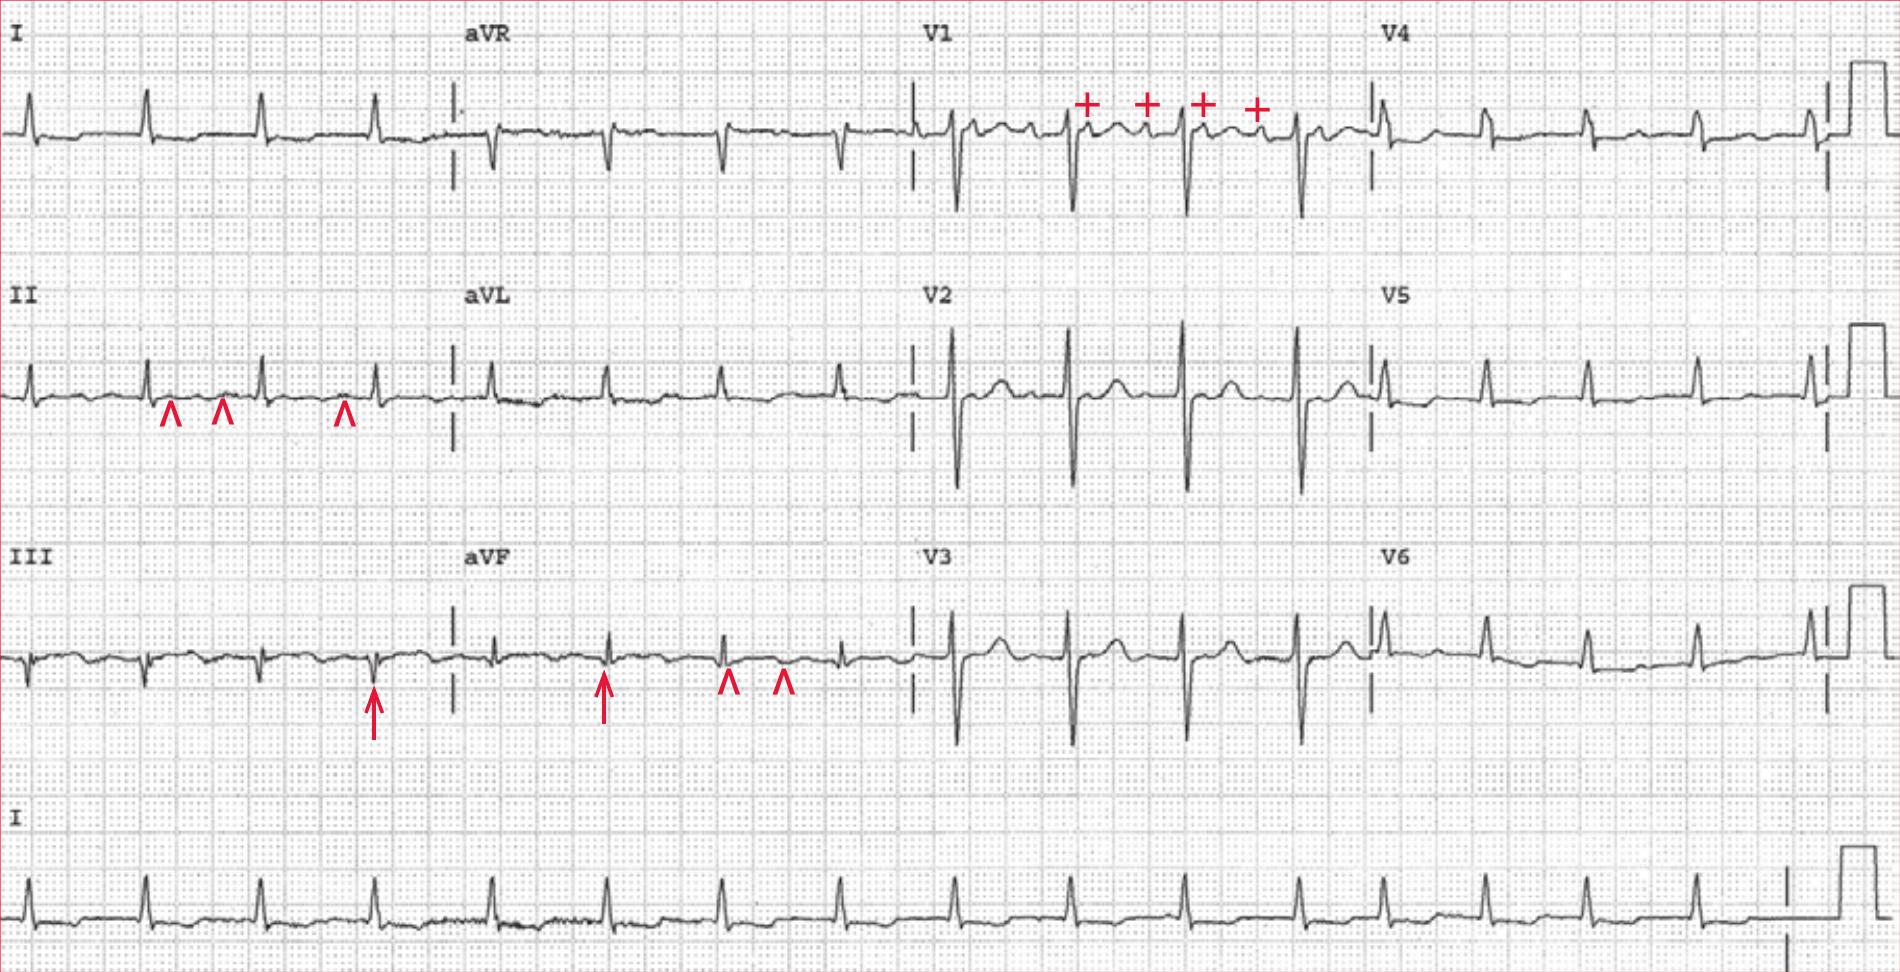 I aVR V1 V4
+ + + +
II aVL V2 V5
^ ^ ^
III aVF V3 V6
^ ^
I